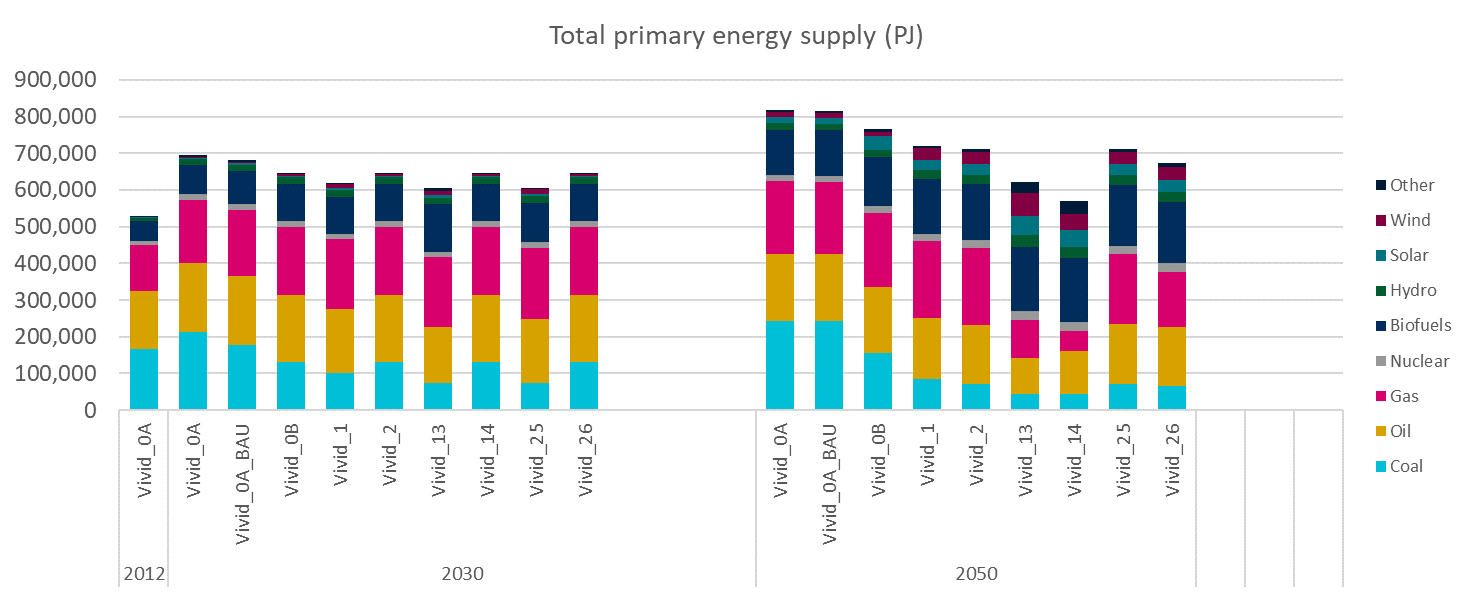 Total primary energy supply (PJ)
900,000
800,000
700,000
600,000
500,000
400,000
300,000
200,000
100,000
0
Vivid_0A
Vivid_0A
Vivid_0A_BAU
Vivid_0B
Vivid_1
Vivid_2
Vivid_13
Vivid_14
Vivid_25
Vivid_26
Vivid_0A
Vivid_0A_BAU
Vivid_0B
Vivid_1
Vivid_2
Vivid_13
Vivid_14
Vivid_25
Vivid_26
2012
2030
2050
Other
Wind
Solar
Hydro
Biofuels
Nuclear
Gas
Oil
Coal